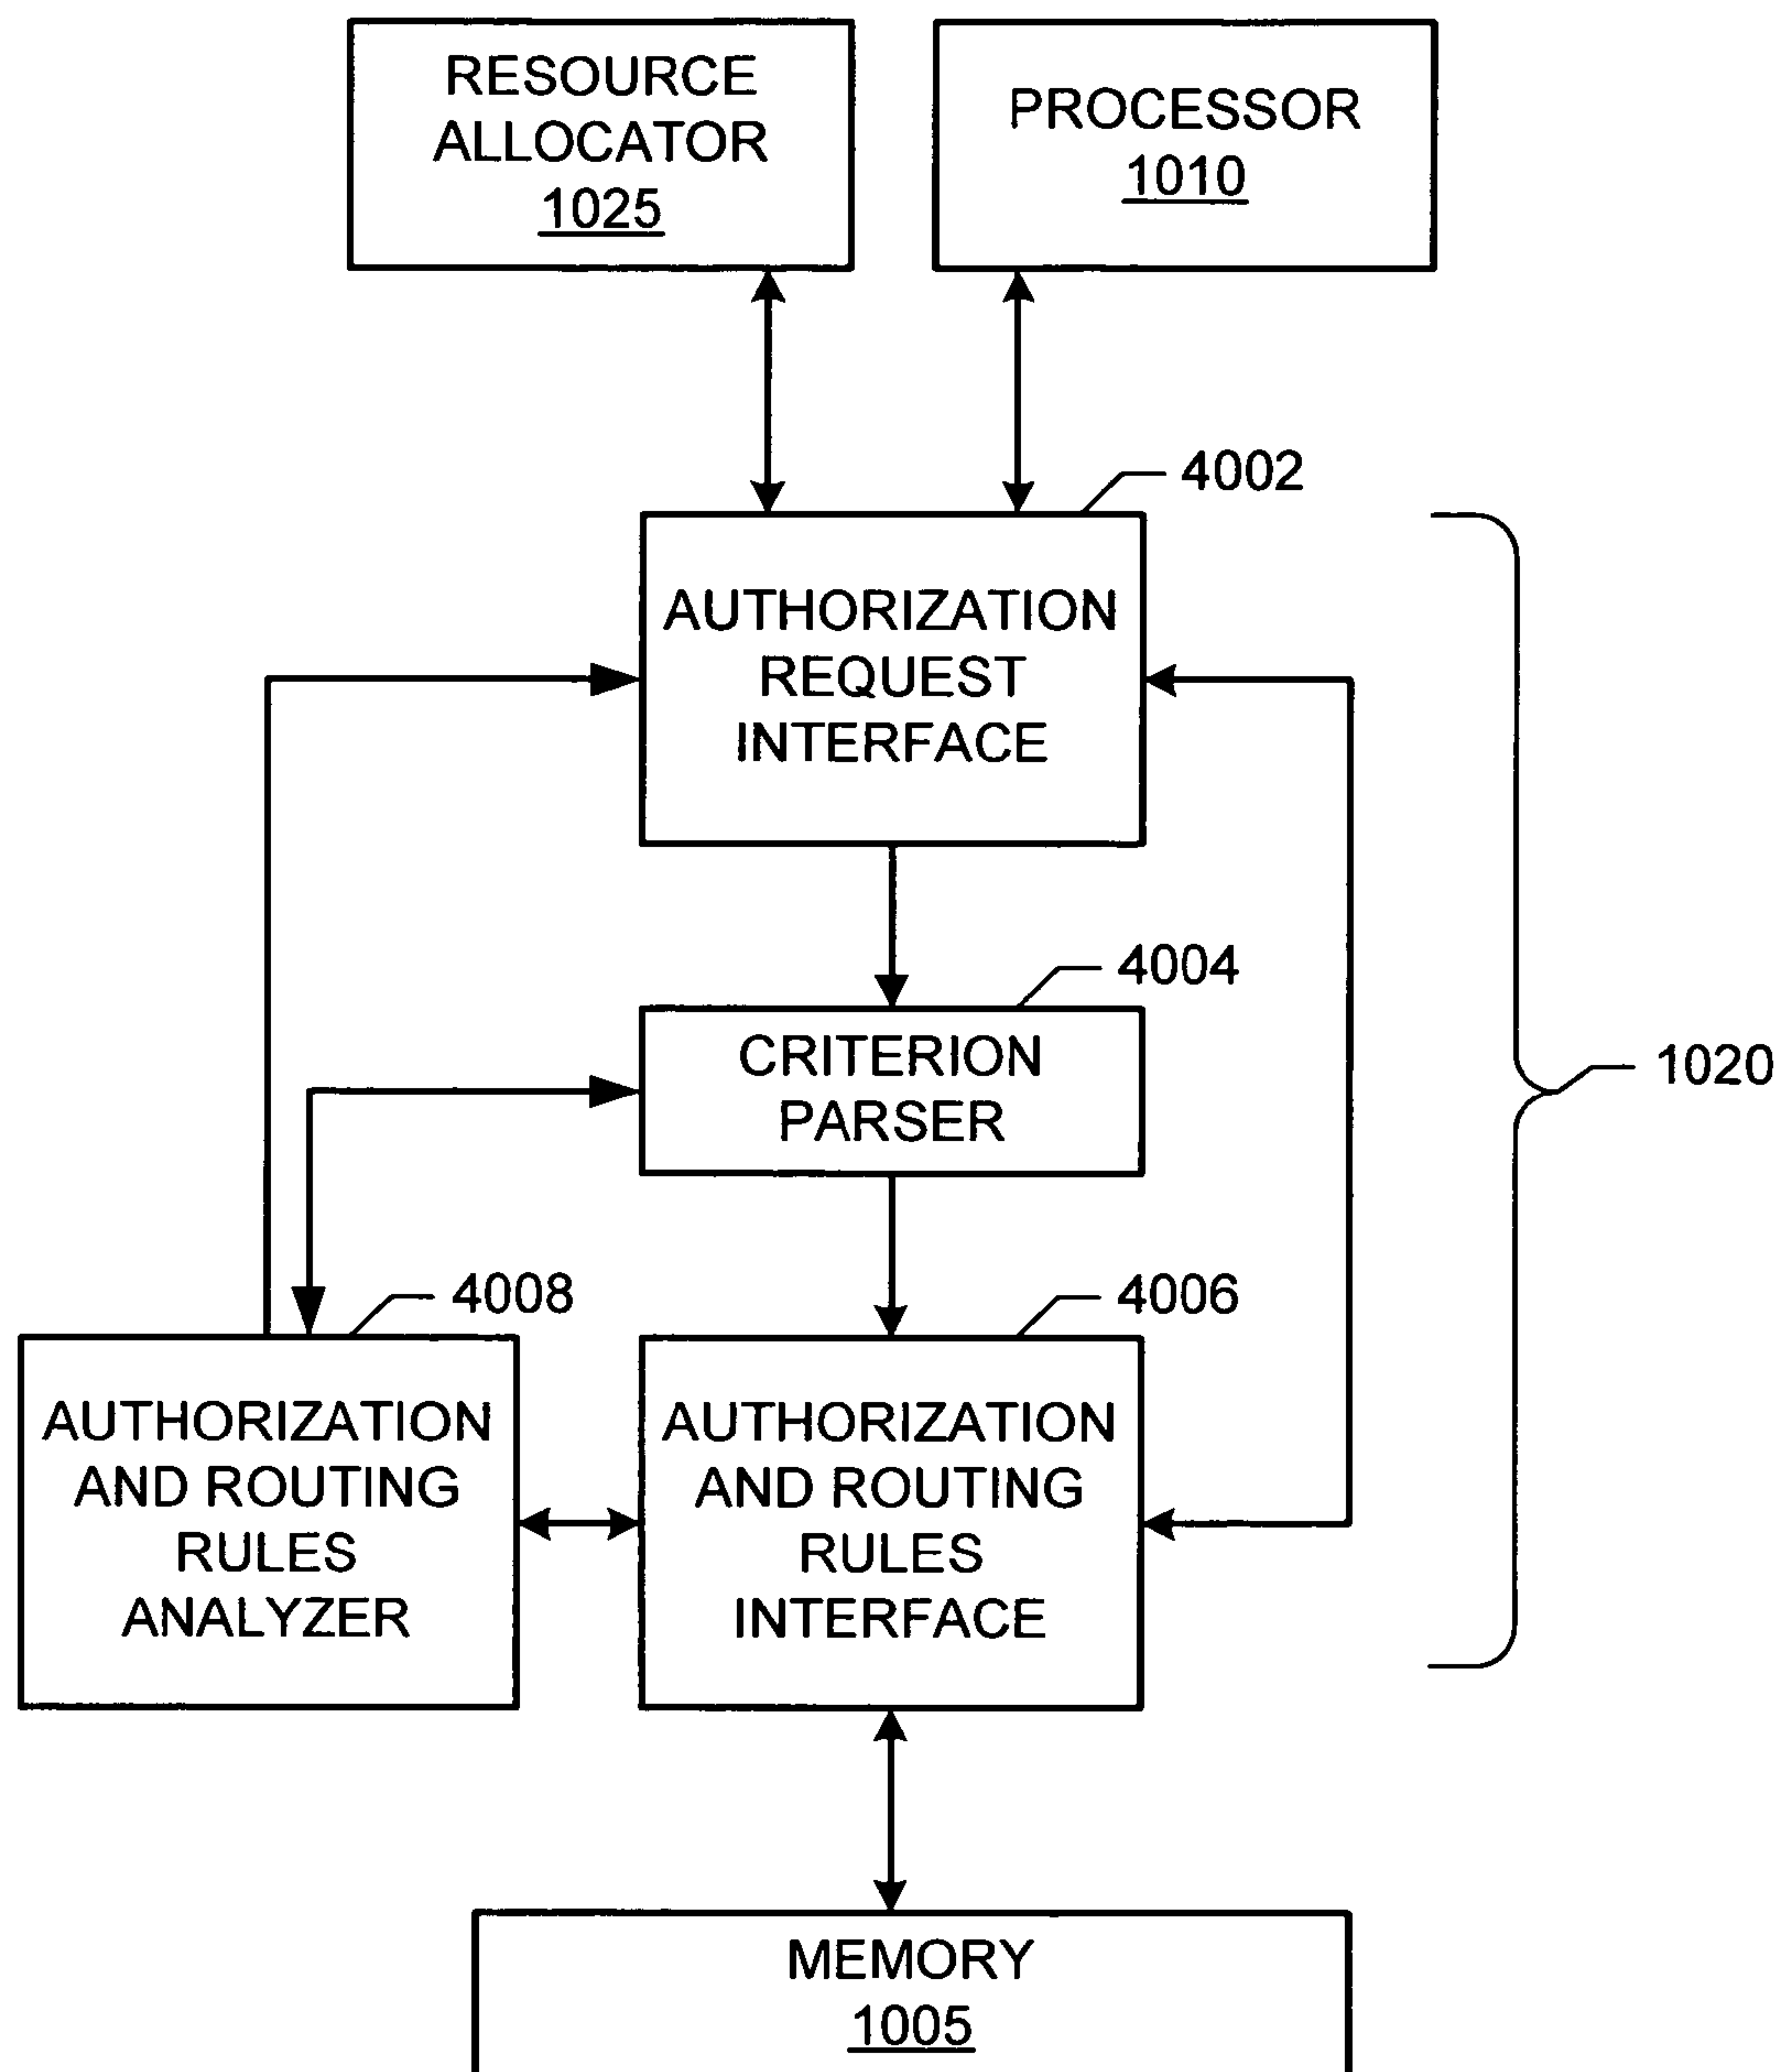 RESOURCE
ALLOCATOR
1025
PROCESSOR
1010
4002
AUTHORIZATION
REQUEST
INTERFACE
4004
CRITERION
PARSER
1020
4008
4006
AUTHORIZATION
AND ROUTING
RULES
ANALYZER
AUTHORIZATION
AND ROUTING
RULES
INTERFACE
MEMORY
1005